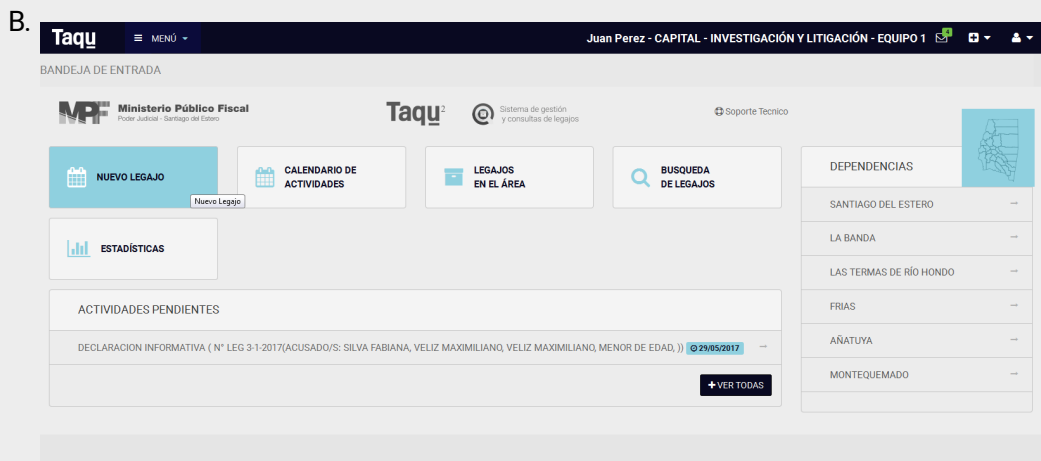 B.
Taqu MENÚ Juan Perez - CAPITAL - INVESTIGACIÓN Y LITIGACIÓN - EQUIPO 1 4
BANDEJA DE ENTRADA
MPF Ministerio Público Fiscal
Poder Judicial - Santiago del Estero
Taqu2
Sistema de gestión
y consultas de legajos
Soporte Tecnico
NUEVO LEGAJO
Nuevo Legajo
CALENDARIO DE
ACTIVIDADES
LEGAJOS
EN EL ÁREA
BUSQUEDA
DE LEGAJOS
ESTADÍSTICAS
ACTIVIDADES PENDIENTES
DECLARACION INFORMATIVA ( N° LEG 3-1-2017(ACUSADO/S: SILVA FABIANA, VELIZ MAXIMILIANO, VELIZ MAXIMILIANO, MENOR DE EDAD, )) 29/05/2017
+ VER TODAS
DEPENDENCIAS
SANTIAGO DEL ESTERO
LA BANDA
LAS TERMAS DE RÍO HONDO
FRIAS
AÑATUYA
MONTEQUEMADO